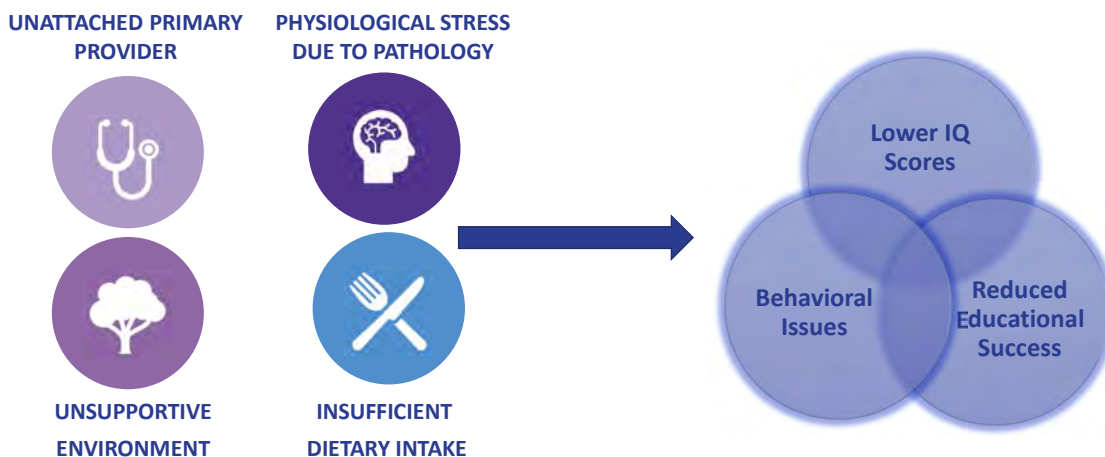 UNATTACHED PRIMARY
PROVIDER
PHYSIOLOGICAL STRESS
DUE TO PATHOLOGY
UNSUPPORTIVE
ENVIRONMENT
INSUFFICIENT
DIETARY INTAKE
Lower IQ
Scores
Behavioral
Issues
Reduced
Educational
Success